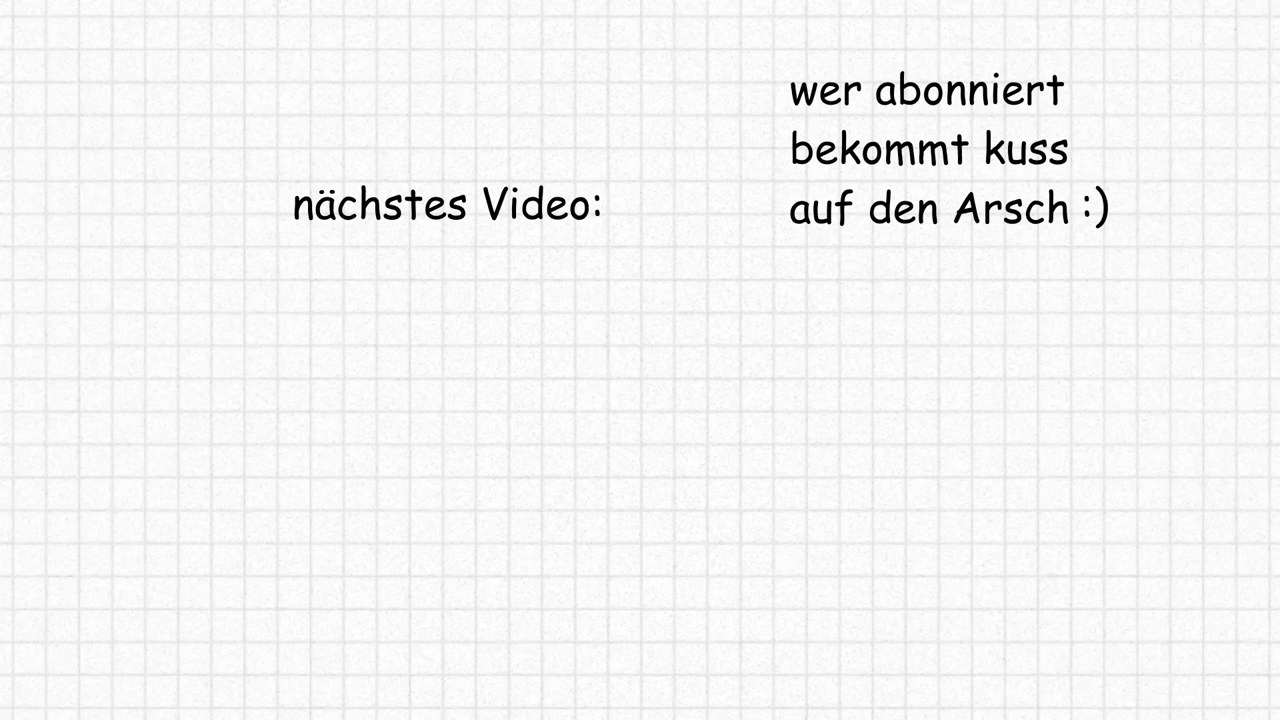 nächstes Video:
wer abonniert
bekommt kuss
auf den Arsch :)